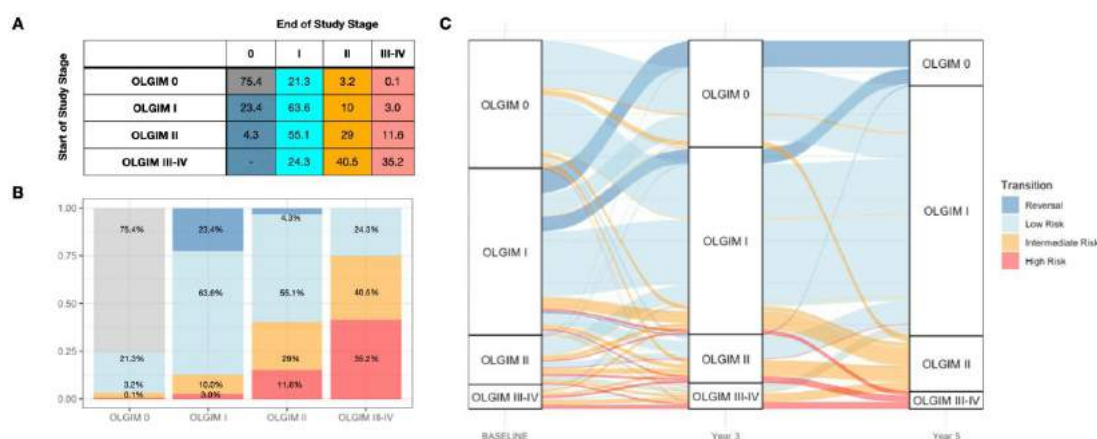 A
End of Study Stage
Start of Study Stage
0 I II III-IV
OLGIM 0 75.4 21.3 3.2 0.1
OLGIM I 23.4 63.6 10 3.0
OLGIM II 4.3 55.1 29 11.6
OLGIM III-IV - 24.3 40.5 35.2
B
1.00
0.75
0.50
0.25
0.00
75.4% 23.4% 4.3% 24.3%
63.6% 55.1% 40.5%
21.3% 29% 35.2%
3.2% 10.0% 11.6%
0.1% 3.0%
OLGIM 0 OLGIM I OLGIM II OLGIM III-IV
C
OLGIM 0 OLGIM 0 OLGIM 0
OLGIM I OLGIM I OLGIM I
OLGIM II OLGIM II OLGIM II
OLGIM III-IV OLGIM III-IV OLGIM III-IV
BASELINE Year 3 Year 5
Transition
Reversal
Low Risk
Intermediate Risk
High Risk